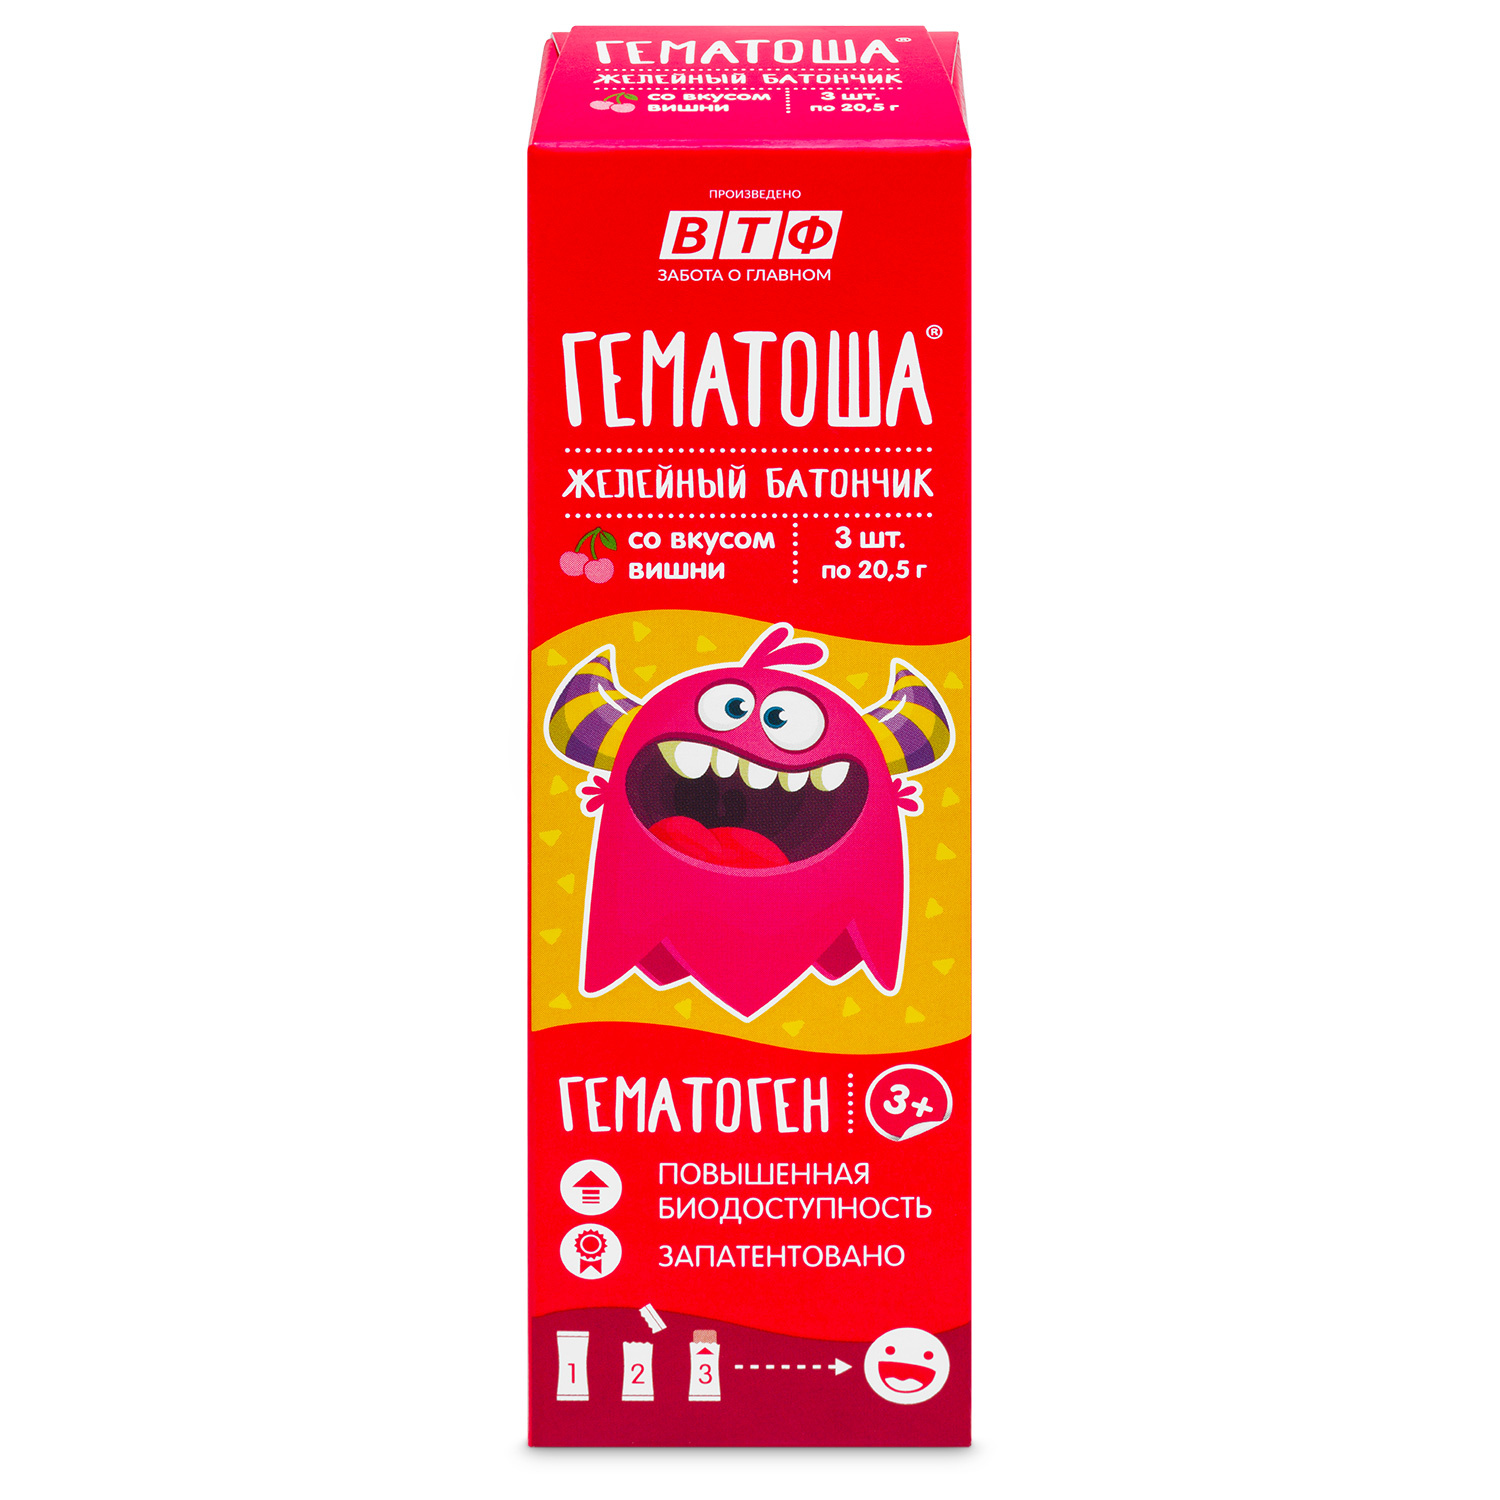 ГЕМАТОША®
ЖЕЛЕЙНЫЙ БАТОНЧИК
со вкусом
вишни
3 шт.
по 20,5 г
ПРОИЗВЕДЕНО
ВТФ
ЗАБОТА О ГЛАВНОМ
ГЕМАТОША®
ЖЕЛЕЙНЫЙ БАТОНЧИК
со вкусом
вишни
3 шт.
по 20,5 г
ГЕМАТОГЕН
3+
ПОВЫШЕННАЯ
БИОДОСТУПНОСТЬ
ЗАПАТЕНТОВАНО
1 2 3